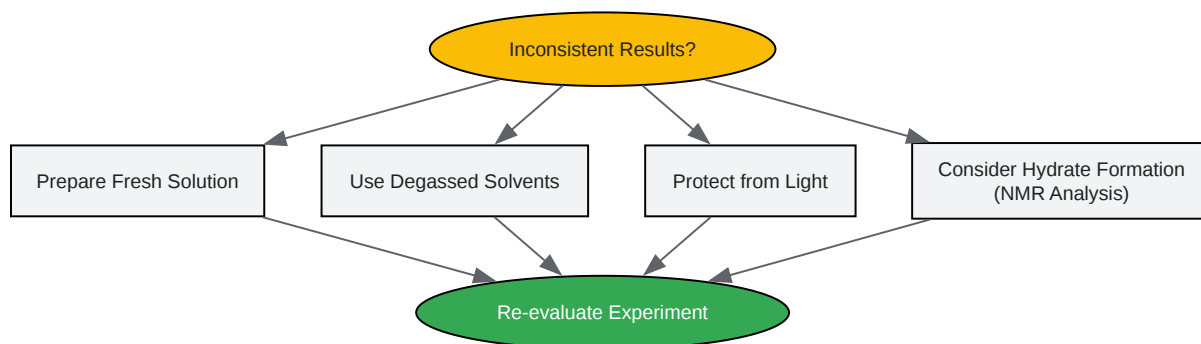 Inconsistent Results?
Prepare Fresh Solution
Use Degassed Solvents
Protect from Light
Consider Hydrate Formation
(NMR Analysis)
Re-evaluate Experiment